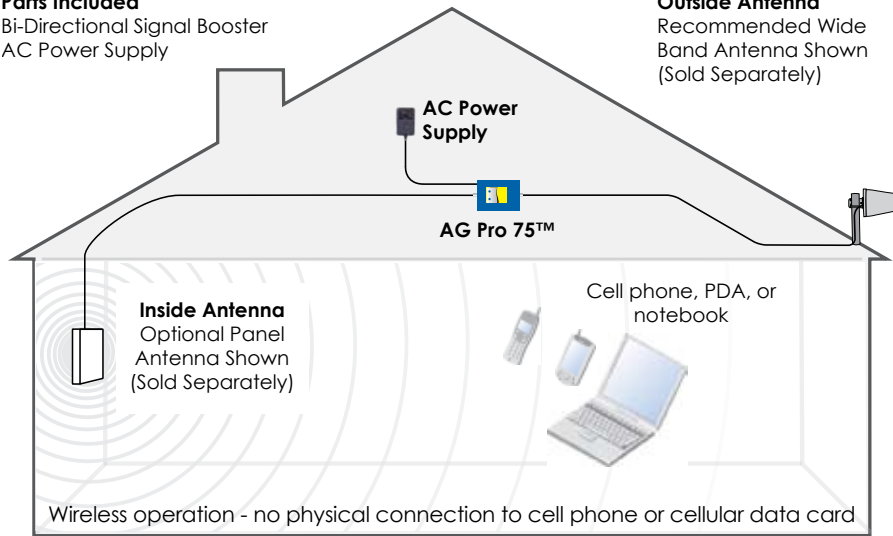 Parts Included
Bi-Directional Signal Booster
AC Power Supply
Outside Antenna
Recommended Wide
Band Antenna Shown
(Sold Separately)
AC Power
Supply
AG Pro 75™
Inside Antenna
Optional Panel
Antenna Shown
(Sold Separately)
Cell phone, PDA, or
notebook
Wireless operation - no physical connection to cell phone or cellular data card